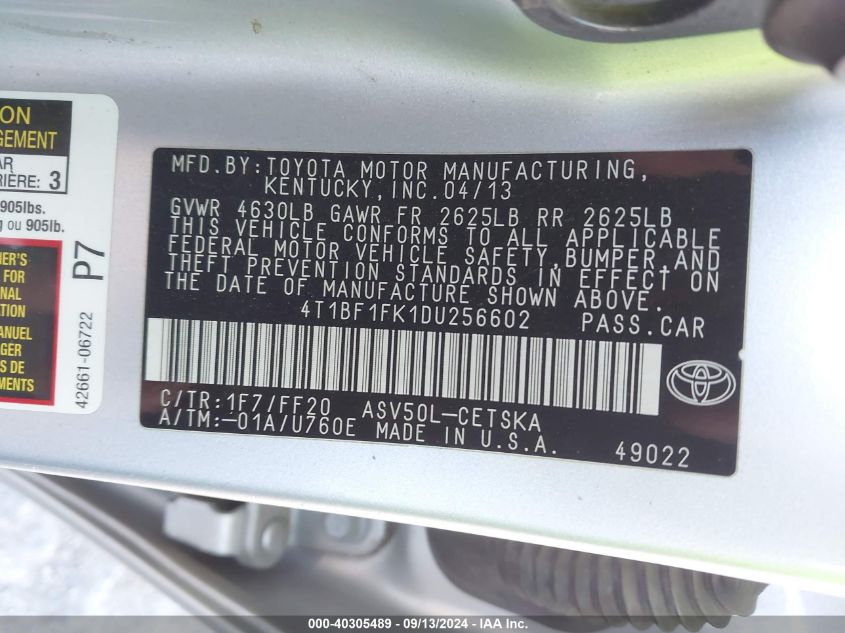 ON
GEMENT
AR
RIÈRE: 3
905lbs.
g ou 905lb.
NER'S
FOR
NAL
ATION
ANUEL
GER
S DE
EMENTS
P7
42661-06722
MFD.BY:TOYOTA MOTOR MANUFACTURING,
KENTUCKY,INC.04/13
GVWR 4630LB GAWR FR 2625LB RR 2625LB
THIS VEHICLE CONFORMS TO ALL APPLICABLE
FEDERAL MOTOR VEHICLE SAFETY,BUMPER,AND
THEFT PREVENTION STANDARDS IN EFFECT ON
THE DATE OF MANUFACTURE SHOWN ABOVE.
4T1BF1FK1DU256602 PASS.CAR
C/TR:1F7/FF20 ASV50L-CETSKA
A/TM:-01A/U760E MADE IN U.S.A.
49022
000-40305489 - 09/13/2024 - IAA, Inc.